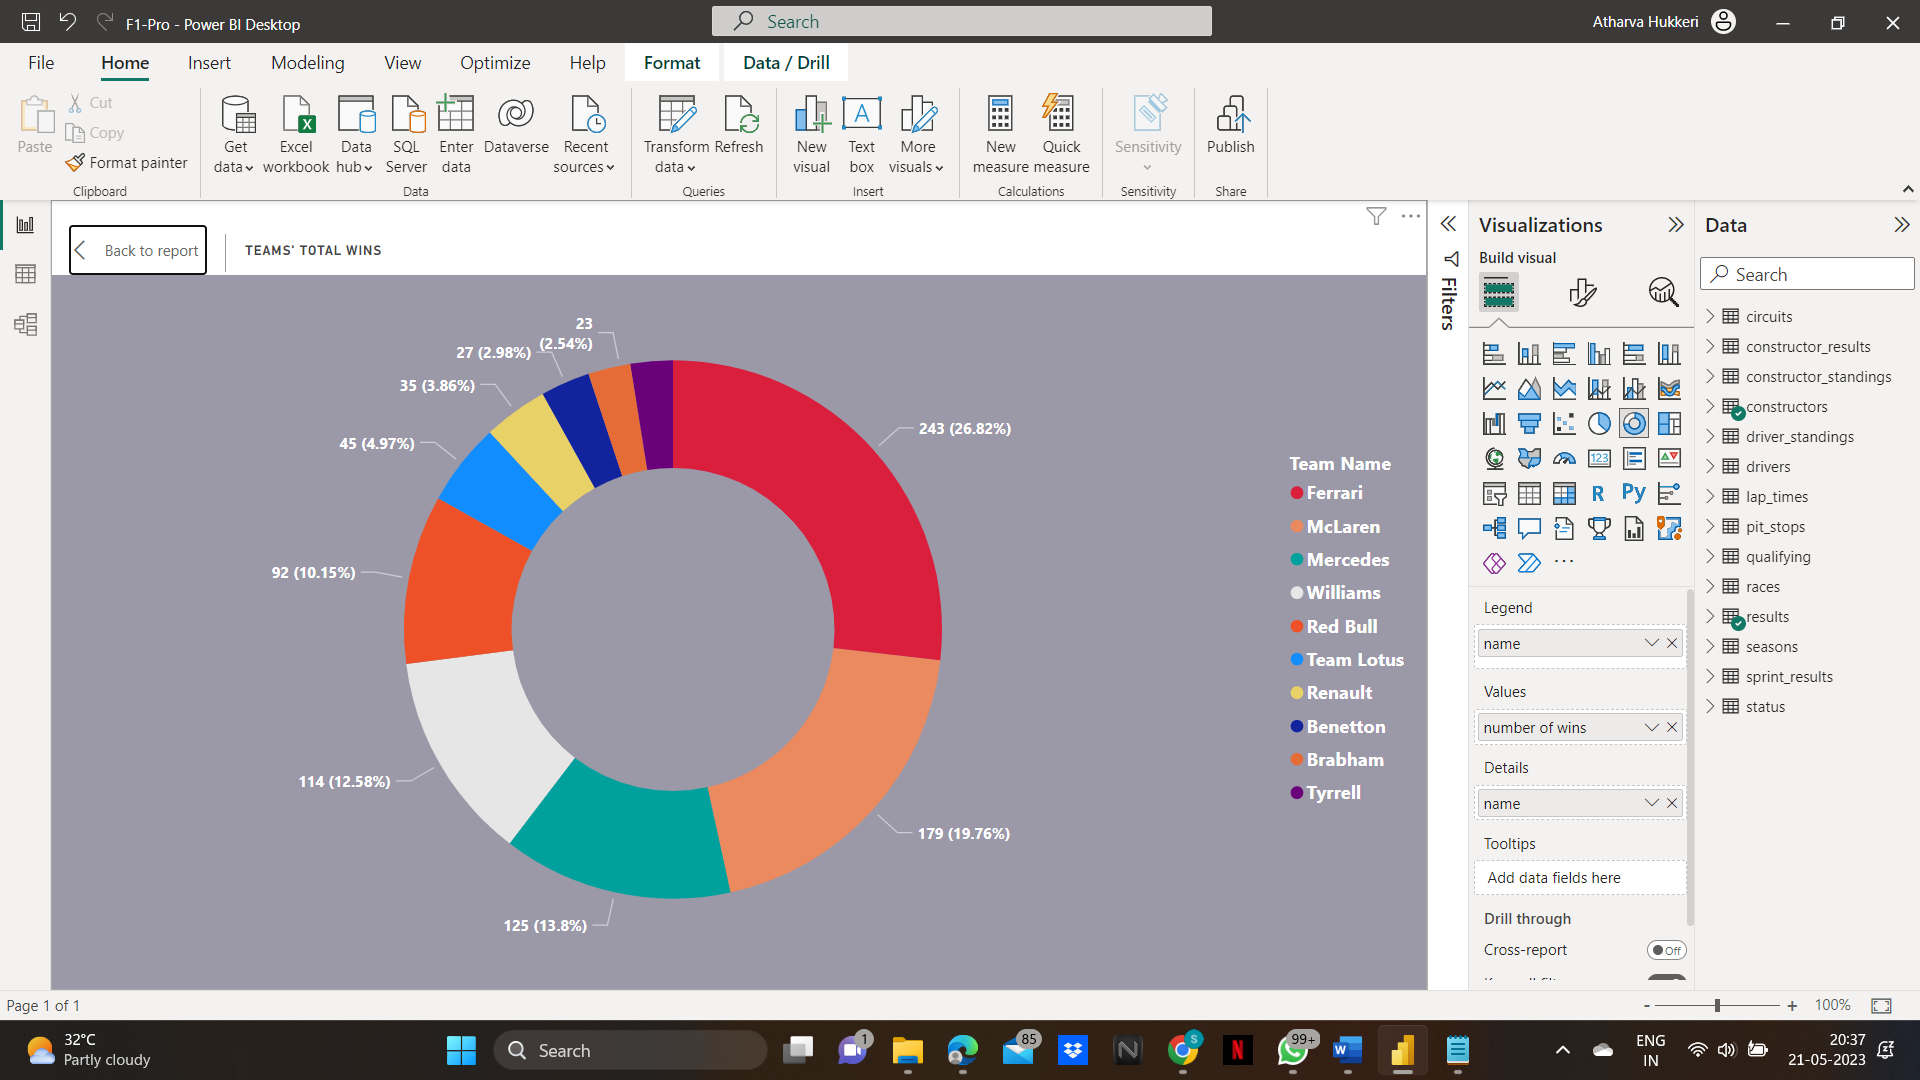 F1-Pro - Power BI Desktop
Search
Atharva Hukkeri
File
Home
Insert
Modeling
View
Optimize
Help
Format
Data / Drill
Paste
Cut
Copy
Format painter
Clipboard
Get data
Excel workbook
Data hub
SQL Server
Enter data
Dataverse
Recent sources
Data
Transform data
Refresh
Queries
New visual
Text box
More visuals
Insert
New measure
Quick measure
Calculations
Sensitivity
Sensitivity
Publish
Share
Back to report
TEAMS' TOTAL WINS
23 (2.54%)
27 (2.98%)
35 (3.86%)
45 (4.97%)
92 (10.15%)
114 (12.58%)
125 (13.8%)
179 (19.76%)
243 (26.82%)
Team Name
Ferrari
McLaren
Mercedes
Williams
Red Bull
Team Lotus
Renault
Benetton
Brabham
Tyrrell
Filters
Visualizations
Build visual
123
R
Py
Legend
name
Values
number of wins
Details
name
Tooltips
Add data fields here
Drill through
Cross-report
Off
Data
Search
circuits
constructor_results
constructor_standings
constructors
driver_standings
drivers
lap_times
pit_stops
qualifying
races
results
seasons
sprint_results
status
Page 1 of 1
- + 100%
32°C
Partly cloudy
Search
1
85
S
99+
ENG
IN
20:37
21-05-2023